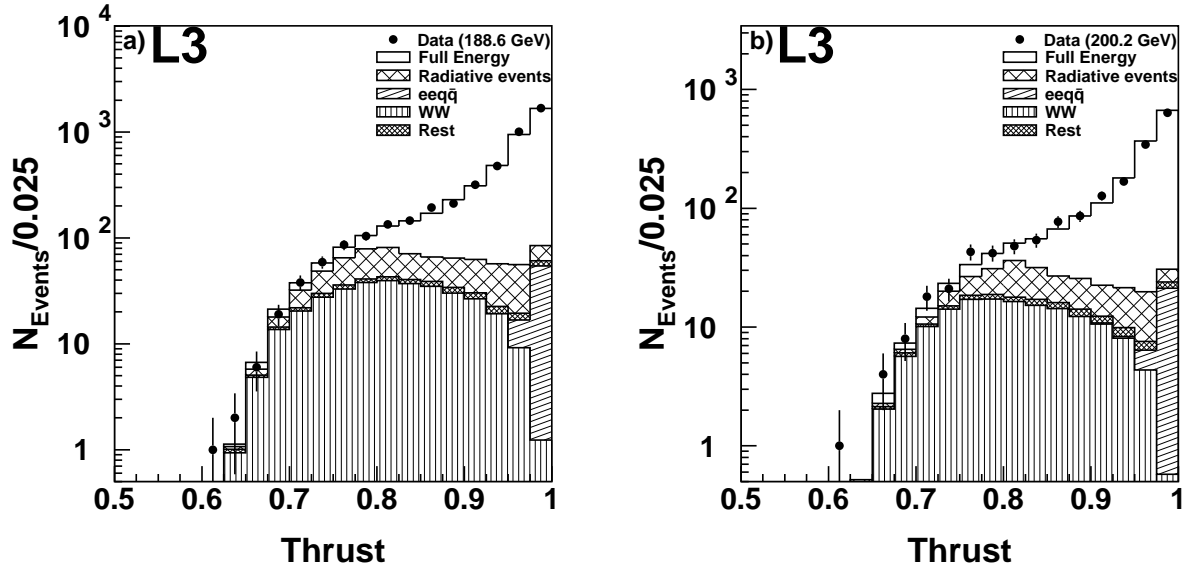 a) L3
Data (188.6 GeV)
Full Energy
Radiative events
eeqq̄
WW
Rest
N_Events/0.025
10^4
10^3
10^2
10
1
0.5 0.6 0.7 0.8 0.9 1
Thrust
b) L3
Data (200.2 GeV)
Full Energy
Radiative events
eeqq̄
WW
Rest
N_Events/0.025
10^3
10^2
10
1
0.5 0.6 0.7 0.8 0.9 1
Thrust